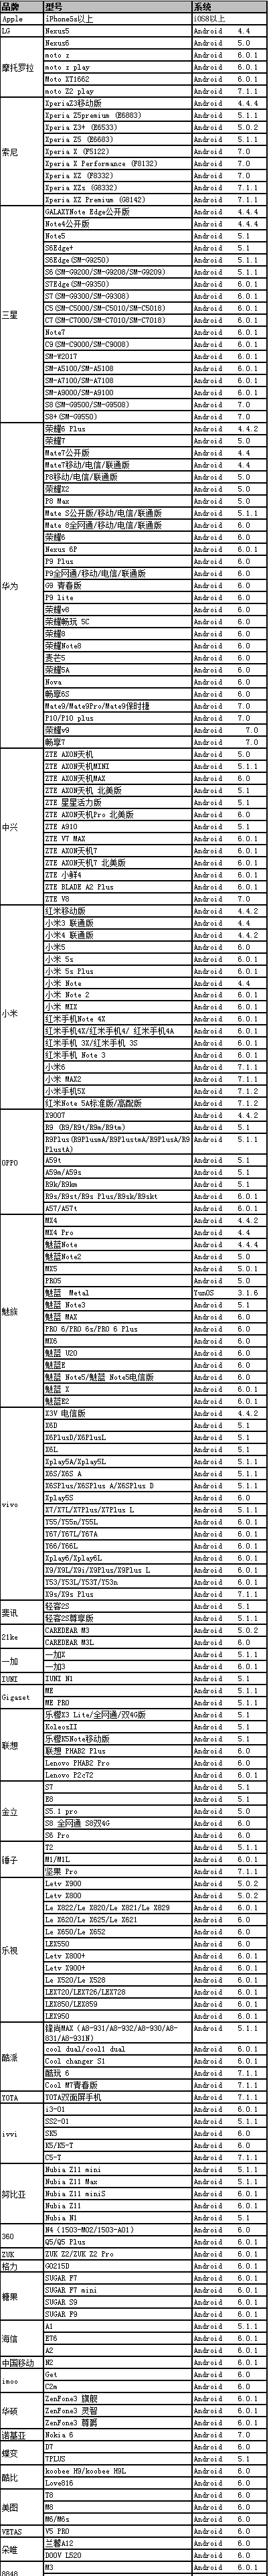 品牌 型号 系统
Apple iPhone5s以上 iOS8以上
LG Nexus5 Android 4.4
摩托罗拉
Nexus6 Android 5.0
moto x Android 6.0.1
moto x play Android 6.0.1
Moto XT1662 Android 6.0.1
moto Z2 play Android 7.1.1
索尼
XperiaZ3移动版 Android 4.4.4
Xperia Z5premium (E6883) Android 5.1.1
Xperia Z3+ (E6533) Android 5.0.2
Xperia Z5 (E6683) Android 5.1.1
Xperia X (F5122) Android 7.0
Xperia X Performance (F8132) Android 7.0
Xperia XZ (F8332) Android 7.0
Xperia XZs (G8332) Android 7.1.1
Xperia XZ Premium (G8142) Android 7.1.1
三星
GALAXYNote Edge公开版 Android 4.4.4
Note4公开版 Android 4.4.4
Note5 Android 5.1
S6Edge+ Android 5.1
S6Edge(SM-G9250) Android 5.1.1
S6(SM-G9200/SM-G9208/SM-G9209) Android 5.1.1
S7Edge(SM-G9350) Android 6.0.1
S7(SM-G9300/SM-G9308) Android 6.0.1
C5(SM-C5000/SM-C5010/SM-C5018) Android 6.0.1
C7(SM-C7000/SM-C7010/SM-C7018) Android 6.0.1
Note7 Android 6.0.1
C9(SM-C9000/SM-C9008) Android 6.0.1
SM-W2017 Android 6.0.1
SM-A5100/SM-A5108 Android 6.0.1
SM-A7100/SM-A7108 Android 6.0.1
SM-A9000/SM-A9100 Android 6.0.1
S8(SM-G9500/SM-G9508) Android 7.0
S8+(SM-G9550) Android 7.0
华为
荣耀6 Plus Android 4.4.2
荣耀7 Android 5.0
Mate7公开版 Android 4.4
Mate7移动/电信/联通版 Android 4.4
P8移动/电信/联通版 Android 5.0
荣耀X2 Android 5.0
P8 Max Android 5.0
Mate S公开版/移动/电信/联通版 Android 5.1.1
Mate 8全网通/移动/电信/联通版 Android 6.0
荣耀6 Android 6.0
Nexus 6P Android 6.0.1
P9 Plus Android 6.0
P9全网通/移动/电信/联通版 Android 6.0
G9 青春版 Android 6.0
P9 lite Android 6.0
荣耀v8 Android 6.0
荣耀畅玩 5C Android 6.0
荣耀8 Android 6.0
荣耀Note8 Android 6.0
麦芒5 Android 6.0
荣耀5A Android 6.0
Nova Android 6.0
畅享6S Android 6.0
Mate9/Mate9Pro/Mate9保时捷 Android 7.0
P10/P10 plus Android 7.0
荣耀v9 Android 7.0
畅享7 Android 7.0
中兴
ZTE AXON天机 Android 5.0
ZTE AXON天机MINI Android 5.1.1
ZTE AXON天机MAX Android 6.0
ZTE AXON天机 北美版 Android 5.1
ZTE 星星活力版 Android 5.1
ZTE AXON天机Pro 北美版 Android 6.0
ZTE A910 Android 5.1
ZTE V7 MAX Android 6.0.1
ZTE AXON天机7 Android 6.0.1
ZTE AXON天机7 北美版 Android 6.0.1
ZTE 小鲜4 Android 6.0.1
ZTE BLADE A2 Plus Android 6.0.1
ZTE V8 Android 7.0
小米
红米移动版 Android 4.4.2
小米3 联通版 Android 4.4
小米4 联通版 Android 4.4.2
小米5 Android 6.0
小米 5s Android 6.0.1
小米 5s Plus Android 6.0.1
小米 Note Android 4.4
小米 Note 2 Android 6.0.1
小米 MIX Android 6.0.1
红米手机Note 4X Android 6.0.1
红米手机4X/红米手机4/ 红米手机4A Android 6.0.1
红米手机 3X/红米手机 3S Android 6.0.1
红米手机 Note 3 Android 6.0.1
小米6 Android 7.1.1
小米 MAX2 Android 7.1.1
小米手机5X Android 7.1.2
红米Note 5A标准版/高配版 Android 7.1.2
OPPO
X9007 Android 4.4.2
R9 (R9/R9t/R9m/R9tm) Android 5.1
R9Plus(R9PlusmA/R9PlustmA/R9PlusA/R9 Android 5.1.1
PlustA)
A59t Android 5.1
A59m/A59s Android 5.1
R9k/R9km Android 5.1
R9s/R9st/R9s Plus/R9sk/R9skt Android 6.0.1
A57/A57t Android 6.0.1
魅族
MX4 Android 4.4.2
MX4 Pro Android 4.4
魅蓝Note Android 4.4.4
魅蓝Note2 Android 5.0
MX5 Android 5.0.1
PRO5 Android 5.0
魅蓝 Metal YunOS 3.1.6
魅蓝 Note3 Android 5.1
魅蓝 MAX Android 6.0
PRO 6/PRO 6s/PRO 6 Plus Android 6.0
MX6 Android 6.0
魅蓝 U20 Android 6.0
魅蓝E Android 6.0
魅蓝 Note5/魅蓝 Note5电信版 Android 6.0
魅蓝 X Android 6.0.1
魅蓝E2 Android 6.0.1
vivo
X3V 电信版 Android 4.4.2
X6D Android 5.1
X6PlusD/X6PlusL Android 5.1
X6L Android 5.1
Xplay5A/Xplay5L Android 5.1.1
X6S/X6S A Android 5.1.1
X6SPlus/X6SPlus A/X6SPlus D Android 5.1.1
Xplay5S Android 6.0
X7/X7L/X7Plus/X7Plus L Android 5.1.1
Y55/Y55n/Y55L Android 6.0.1
Y67/Y67L/Y67A Android 6.0.1
Y66/Y66L Android 6.0.1
Xplay6/Xplay6L Android 6.0.1
X9/X9L/X9i/X9Plus/X9Plus L Android 6.0.1
Y53/Y53L/Y53T/Y53n Android 6.0.1
X9s/X9s Plus Android 7.1.1
斐讯
轻客2S Android 5.1
轻客2S尊享版 Android 5.1.1
21ke
CAREDEAR M3 Android 5.0.2
CAREDEAR M3L Android 6.0
一加
一加X Android 5.1.1
一加3 Android 6.0.1
IUNI IUNI N1 Android 5.1
Gigaset
ME Android 5.1.1
ME PRO Android 5.1.1
联想
乐檬X3 Lite/全网通/双4G版 Android 5.1
KoleosII Android 5.1
乐檬K5Note移动版 Android 5.1
联想 PHAB2 Plus Android 6.0
Lenovo PHAB2 Pro Android 6.0.1
Lenovo P2c72 Android 6.0.1
金立
S7 Android 5.1
E8 Android 5.1
S5.1 pro Android 5.0
S8 全网通 S8双4G Android 6.0
S6 Pro Android 6.0
锤子
T2 Android 5.1.1
M1/M1L Android 6.0.1
坚果 Pro Android 7.1.1
乐视
Letv X900 Android 5.0.2
Letv X800 Android 5.0.2
Le X822/Le X820/Le X821/Le X829 Android 6.0.1
Le X620/Le X625/Le X621 Android 6.0
Le X650/Le X652 Android 6.0
LEX550 Android 6.0
Letv X800+ Android 6.0.1
Letv X900+ Android 6.0.1
Le X520/Le X528 Android 6.0.1
LEX720/LEX726/LEX728 Android 6.0.1
LEX850/LEX859 Android 6.0.1
LEX950 Android 6.0.1
酷派
锋尚MAX (A8-931/A8-932/A8-930/A8- Android 5.1.1
831/A8-931N)
cool dual/cool1 dual Android 6.0.1
Cool changer S1 Android 6.0.1
酷玩 6 Android 7.1.1
Cool M7青春版 Android 7.1.1
YOTA YOTA双面屏手机 Android 7.1.1
ivvi
i3-01 Android 6.0.1
SS2-01 Android 5.1.1
SK5 Android 6.0
K5/K5-T Android 6.0
C5-T Android 7.1.1
努比亚
Nubia Z11 mini Android 5.1.1
Nubia Z11 Max Android 5.1.1
Nubia Z11 miniS Android 6.0.1
Nubia Z11 Android 6.0.1
Nubia N1 Android 5.1
360
N4 (1503-M02/1503-A01) Android 6.0
Q5/Q5 Plus Android 6.0.1
ZUK ZUK Z2/ZUK Z2 Pro Android 6.0.1
格力 G0215D Android 6.0.1
糖果
SUGAR F7 Android 6.0.1
SUGAR F7 mini Android 6.0.1
SUGAR S9 Android 6.0.1
SUGAR F9 Android 6.0.1
海信
A1 Android 5.1.1
E76 Android 6.0.1
A2 Android 6.0.1
中国移动 N2 Android 6.0.1
imoo
Get Android 6.0
C2m Android 6.0
华硕
ZenFone3 旗舰 Android 6.0.1
ZenFone3 灵智 Android 6.0.1
ZenFone3 尊爵 Android 6.0.1
诺基亚 Nokia 6 Android 7.0
蝶变
D7 Android 6.0
7PLUS Android 5.1
酷比
koobee H9/koobee H9L Android 6.0
Love816 Android 6.0
美图
T8 Android 6.0
M8 Android 6.0
M6/M6s Android 6.0
VETAS V5 PRO Android 6.0
朵唯
兰馨A12 Android 6.0
DOOV L520 Android 6.0
8848 M3 Android 6.0.1